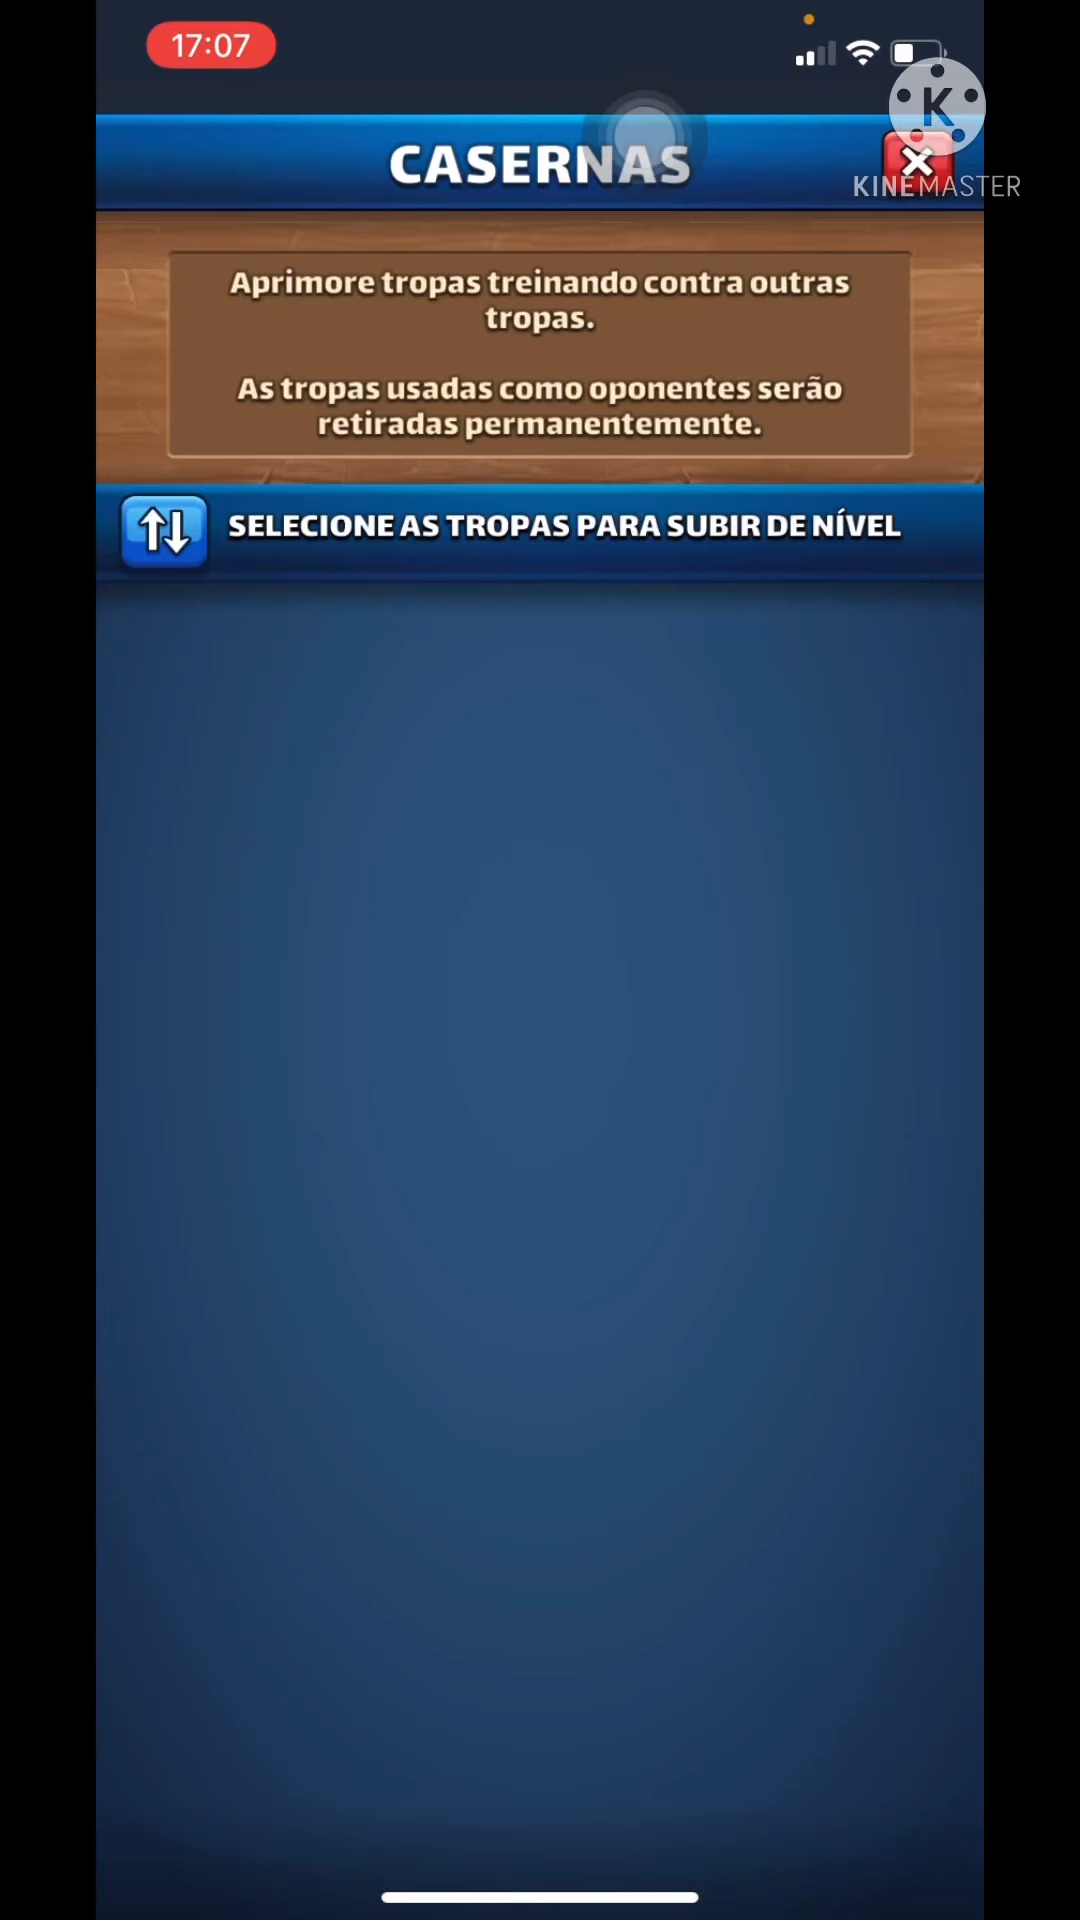 17:07
K
KINEMASTER
CASERNAS
Aprimore tropas treinando contra outras
tropas.
As tropas usadas como oponentes serão
retiradas permanentemente.
SELECIONE AS TROPAS PARA SUBIR DE NÍVEL